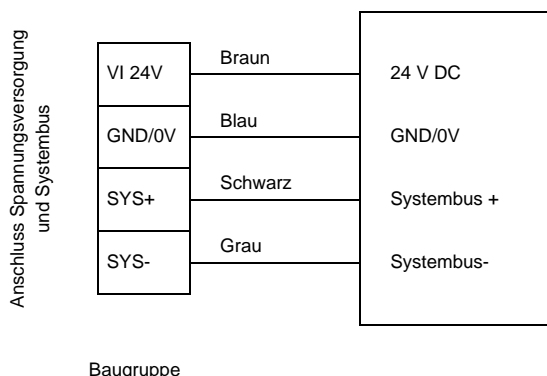 Anschluss Spannungsversorgung
und Systembus
VI 24V
Braun
24 V DC
GND/0V
Blau
GND/0V
SYS+
Schwarz
Systembus +
SYS-
Grau
Systembus-
Baugruppe